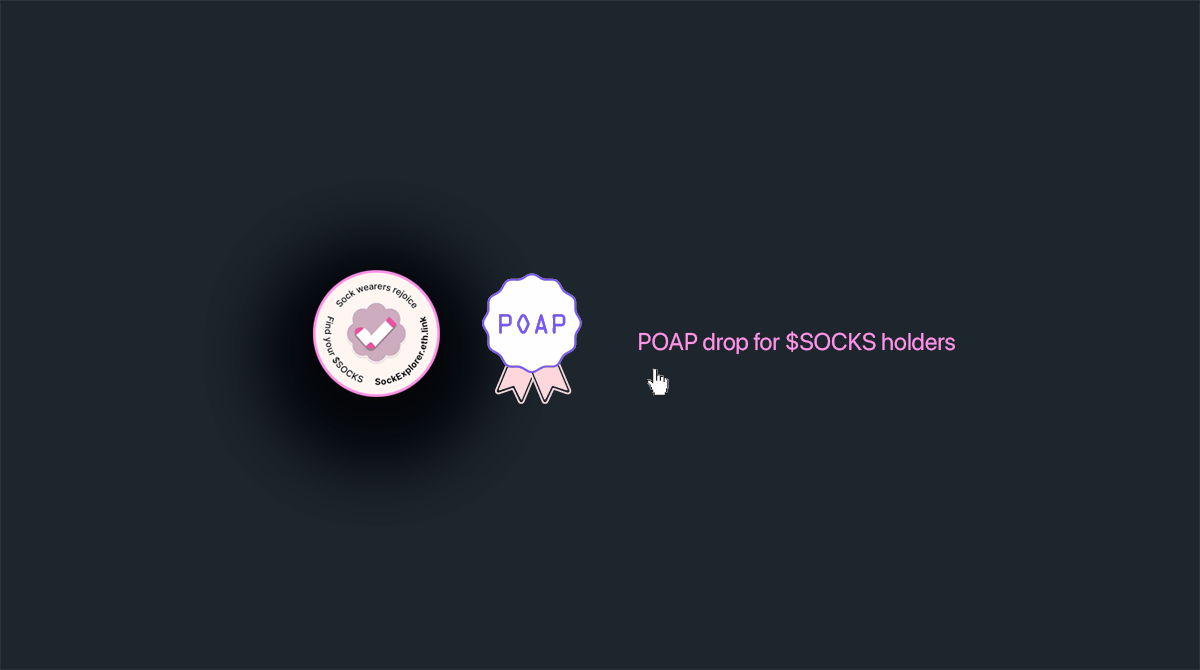 Sock wearers rejoice
Find your $SOCKS
SockExplorer.eth.link
POAP
POAP drop for $SOCKS holders